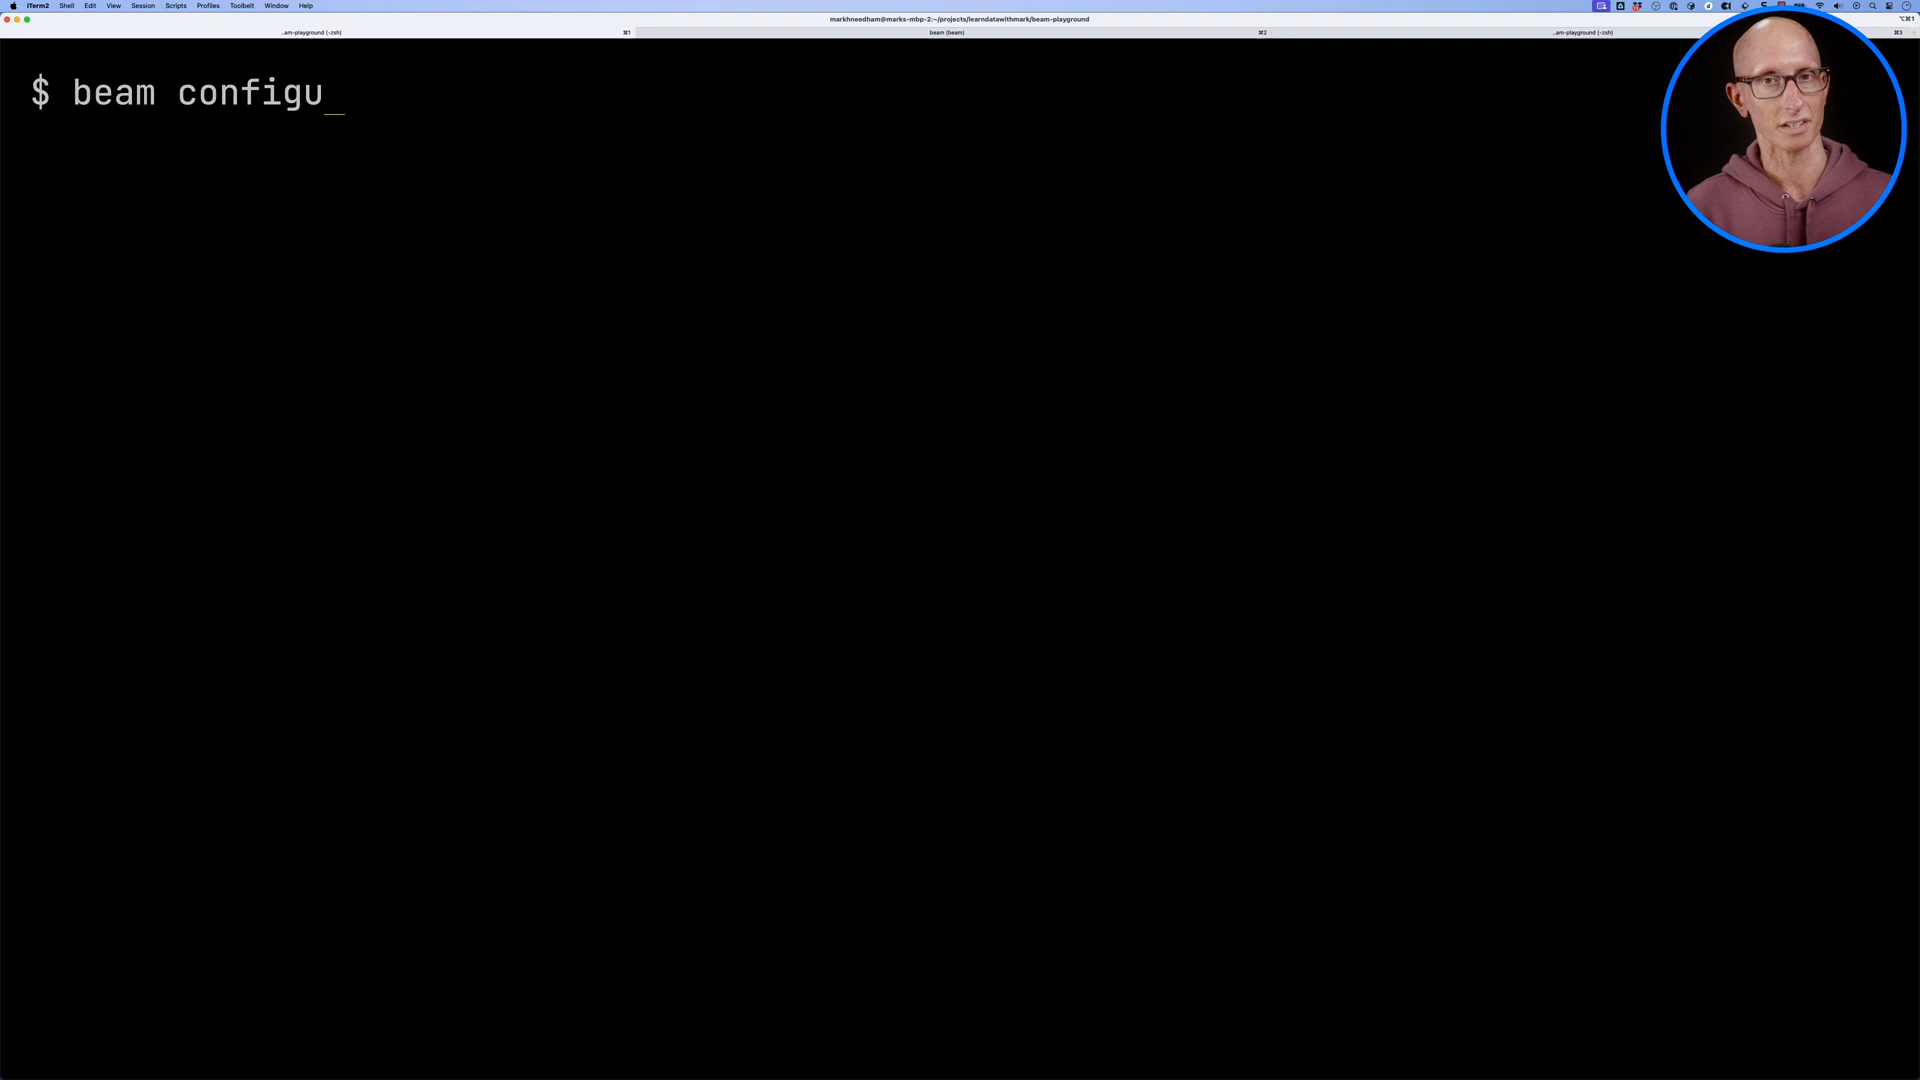 iTerm2 Shell Edit View Session Scripts Profiles Toolbelt Window Help
markhneedham@marks-mbp-2:~/projects/learndatawithmark/beam-playground
⌥⌘1
..am-playground (-zsh) ⌘1 beam (beam) ⌘2 ..am-playground (-zsh) ⌘3
$ beam configu